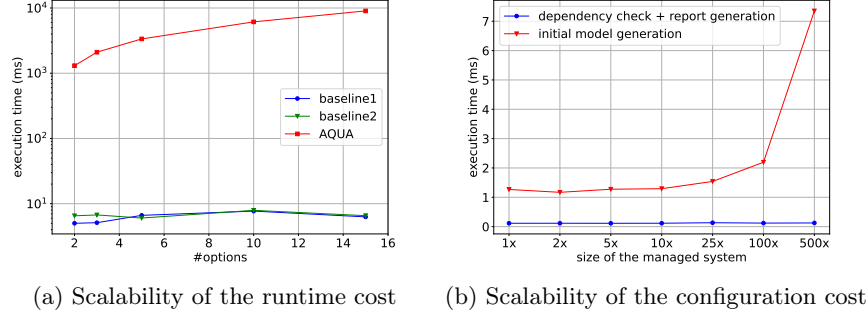 10⁴
10³
10²
10¹
execution time (ms)
baseline1
baseline2
AQUA
2 4 6 8 10 12 14 16
#options
(a) Scalability of the runtime cost
7
6
5
4
3
2
1
0
execution time (ms)
dependency check + report generation
initial model generation
1x 2x 5x 10x 25x 100x 500x
size of the managed system
(b) Scalability of the configuration cost